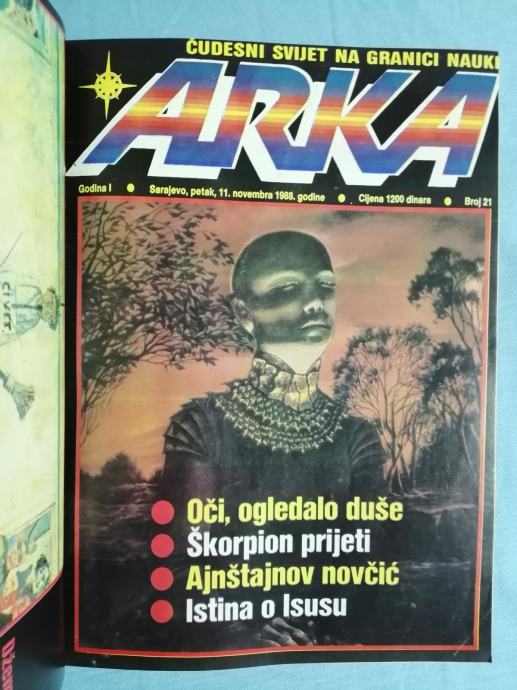 ČUDESNI SVIJET NA GRANICI NAUKE
ARKA
Godina I ● Sarajevo, petak, 11. novembra 1988. godine ● Cijena 1200 dinara ● Broj 21
● Oči, ogledalo duše
● Škorpion prijeti
● Ajnštajnov novčić
● Istina o Isusu